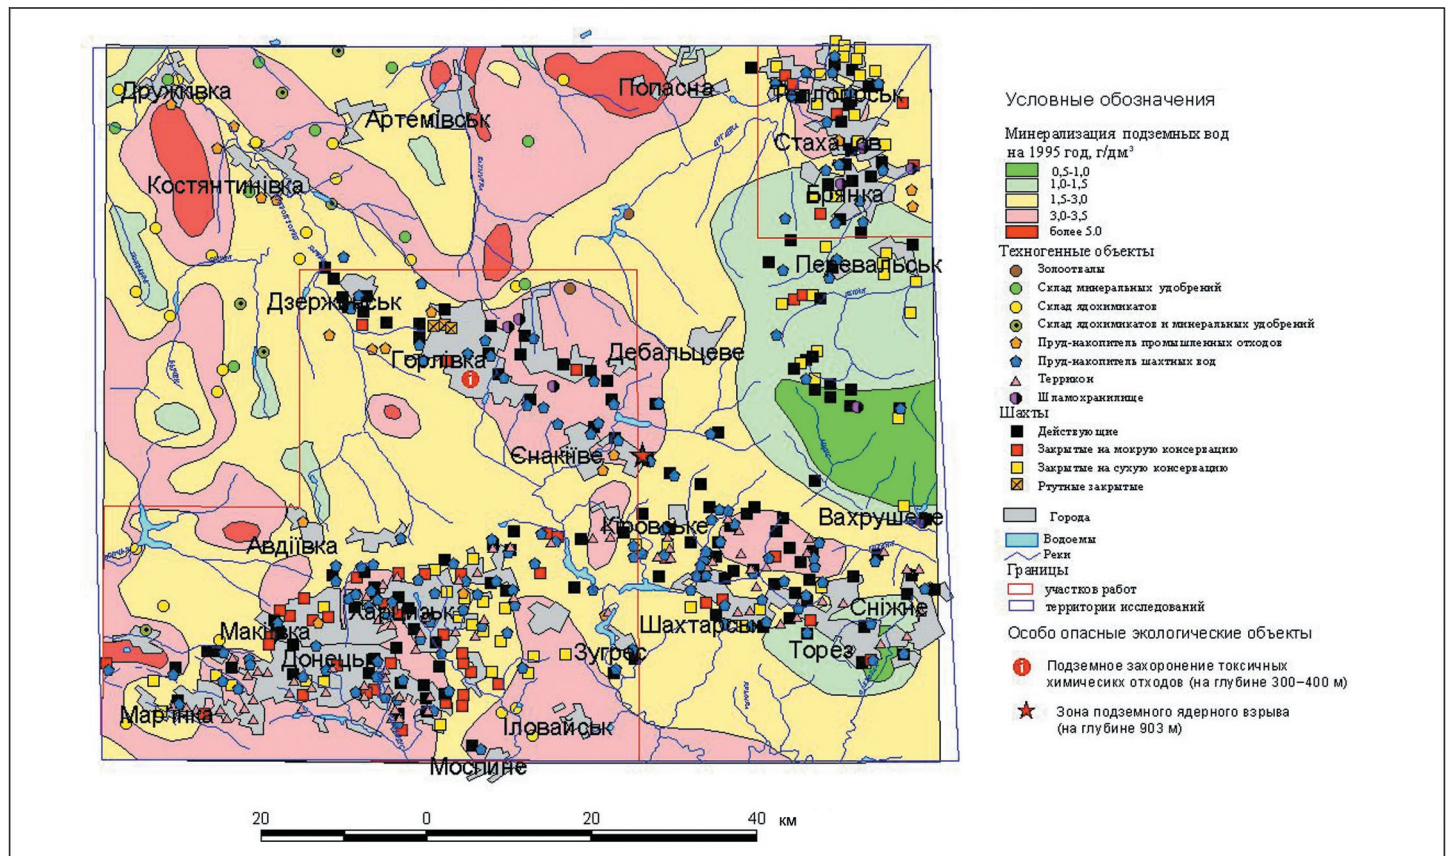 Дружківка
Артемівськ
Попасна
Теплогорськ
Стаханов
Костянтинівка
Брянка
Перевальськ
Дзержинськ
Горлівка
Дебальцеве
Єнакієве
Вахрушеве
Кіровське
Авдіївка
Харцизьк
Макіївка
Донецьк
Шахтарськ
Сніжне
Торез
Зугрес
Мар'їнка
Іловайськ
Моспине
20 0 20 40 км
Условные обозначения
Минерализация подземных вод
на 1995 год, г/дм³
0,5-1,0
1,0-1,5
1,5-3,0
3,0-3,5
более 5.0
Техногенные объекты
Золоотвалы
Склад минеральных удобрений
Склад ядохимикатов
Склад ядохимикатов и минеральных удобрений
Пруд-накопитель промышленных отходов
Пруд-накопитель шахтных вод
Террикон
Шламохранилище
Шахты
Действующие
Закрытые на мокрую консервацию
Закрытые на сухую консервацию
Ртутные закрытые
Города
Водоемы
Реки
Границы
участков работ
территории исследований
Особо опасные экологические объекты
Подземное захоронение токсичных
химичесикх отходов (на глубине 300–400 м)
Зона подземного ядерного взрыва
(на глубине 903 м)